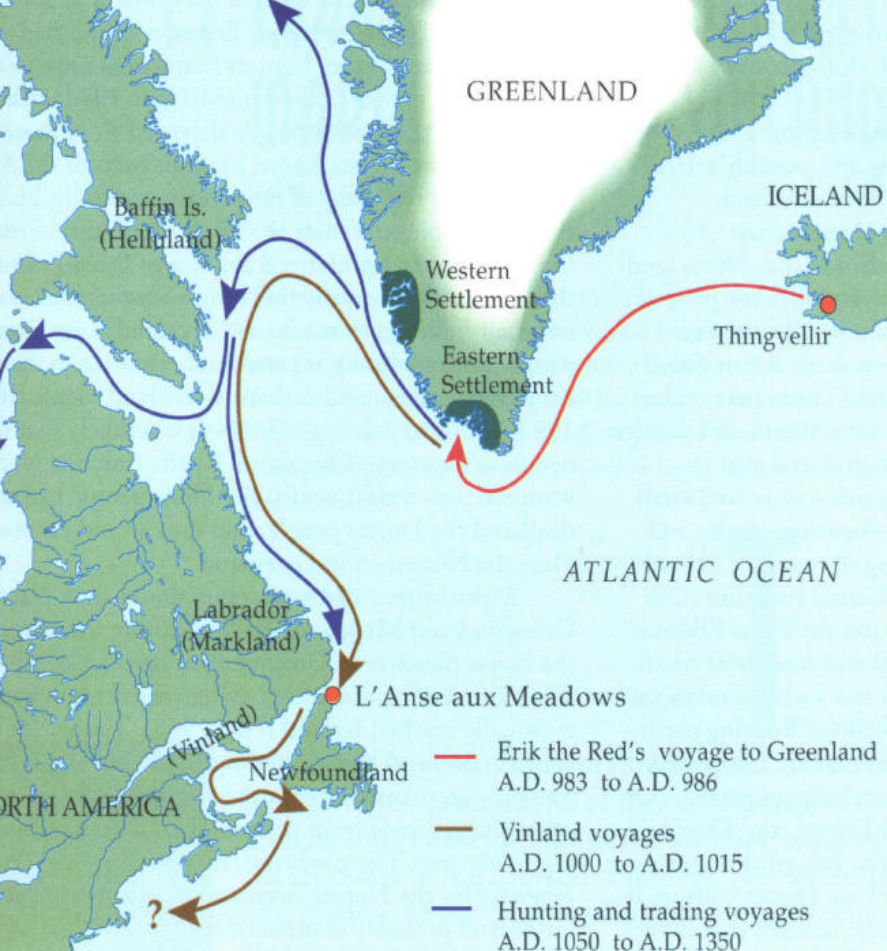 GREENLAND
ICELAND
Baffin Is.
(Helluland)
Western
Settlement
Thingvellir
Eastern
Settlement
ATLANTIC OCEAN
Labrador
(Markland)
L'Anse aux Meadows
(Vinland)
Newfoundland
ORTH AMERICA
?
Erik the Red's voyage to Greenland
A.D. 983 to A.D. 986
Vinland voyages
A.D. 1000 to A.D. 1015
Hunting and trading voyages
A.D. 1050 to A.D. 1350